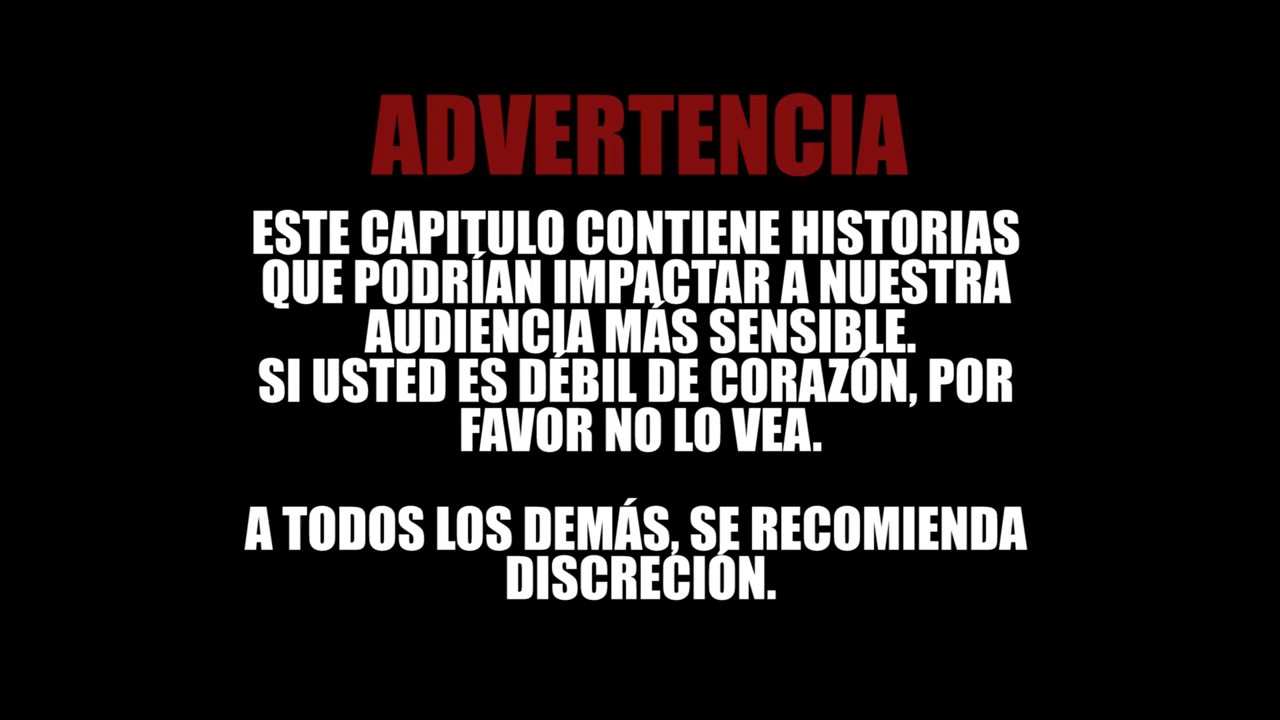 ADVERTENCIA
ESTE CAPITULO CONTIENE HISTORIAS
QUE PODRÍAN IMPACTAR A NUESTRA
AUDIENCIA MÁS SENSIBLE.
SI USTED ES DÉBIL DE CORAZÓN, POR
FAVOR NO LO VEA.
A TODOS LOS DEMÁS, SE RECOMIENDA
DISCRECIÓN.